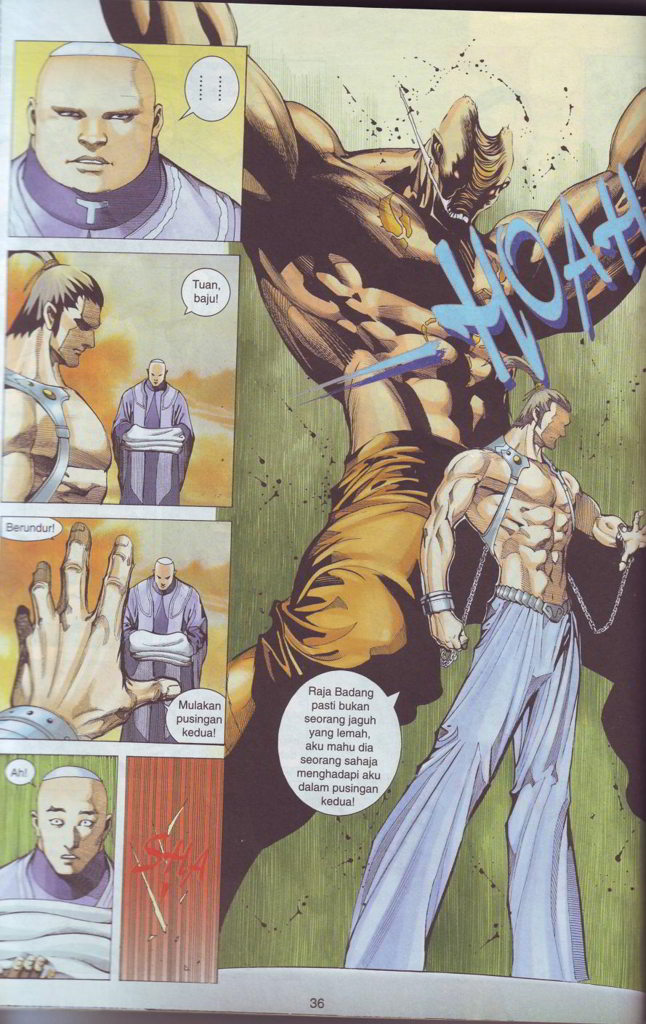 ......
Tuan,
baju!
Berundur!
Mulakan
pusingan
kedua!
Ah!
SHA
HOAH
Raja Badang
pasti bukan
seorang jaguh
yang lemah,
aku mahu dia
seorang sahaja
menghadapi aku
dalam pusingan
kedua!
36